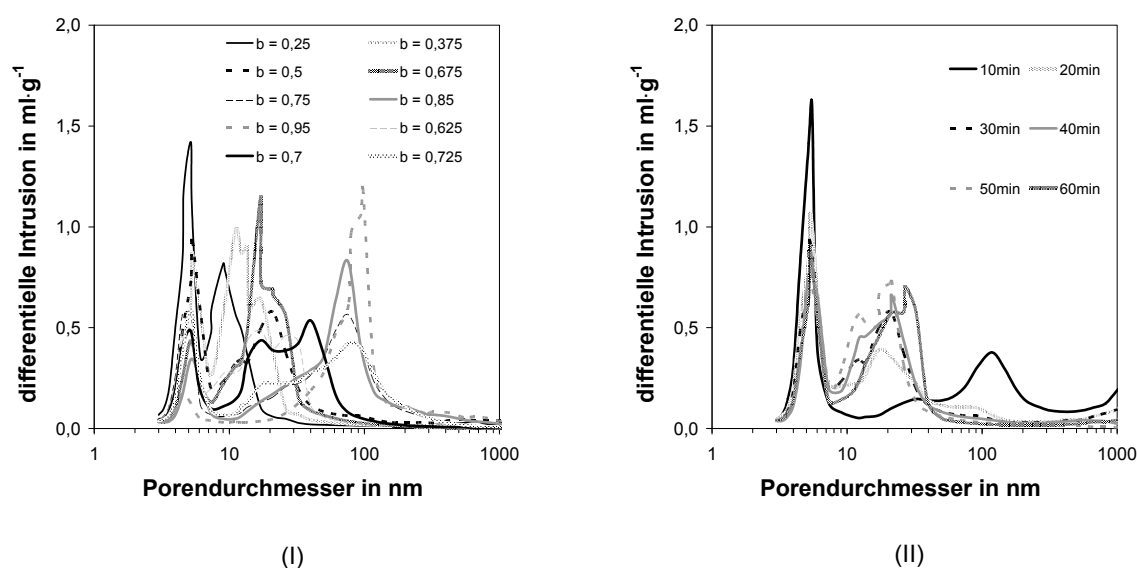 differentielle Intrusion in ml·g⁻¹
2,0
1,5
1,0
0,5
0,0
b = 0,25
b = 0,375
b = 0,5
b = 0,675
b = 0,75
b = 0,85
b = 0,95
b = 0,625
b = 0,7
b = 0,725
1 10 100 1000
Porendurchmesser in nm
(I)
differentielle Intrusion in ml·g⁻¹
2,0
1,5
1,0
0,5
0,0
10min 20min
30min 40min
50min 60min
1 10 100 1000
Porendurchmesser in nm
(II)